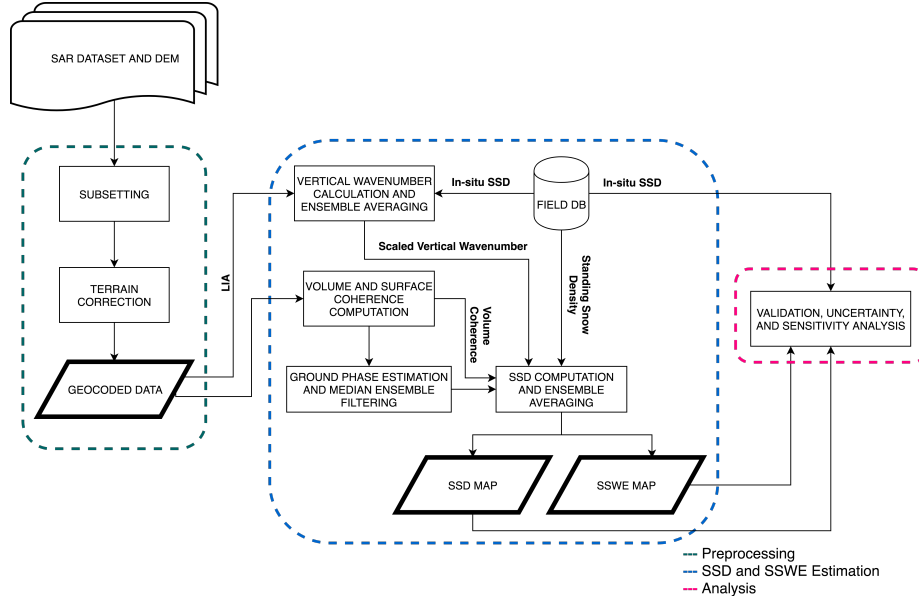 SAR DATASET AND DEM
SUBSETTING
TERRAIN
CORRECTION
GEOCODED DATA
LIA
VERTICAL WAVENUMBER
CALCULATION AND
ENSEMBLE AVERAGING
In-situ SSD
FIELD DB
In-situ SSD
Scaled Vertical Wavenumber
Standing Snow
Density
VOLUME AND SURFACE
COHERENCE
COMPUTATION
Volume
Coherence
GROUND PHASE ESTIMATION
AND MEDIAN ENSEMBLE
FILTERING
SSD COMPUTATION
AND ENSEMBLE
AVERAGING
VALIDATION, UNCERTAINTY,
AND SENSITIVITY ANALYSIS
SSD MAP
SSWE MAP
Preprocessing
SSD and SSWE Estimation
Analysis